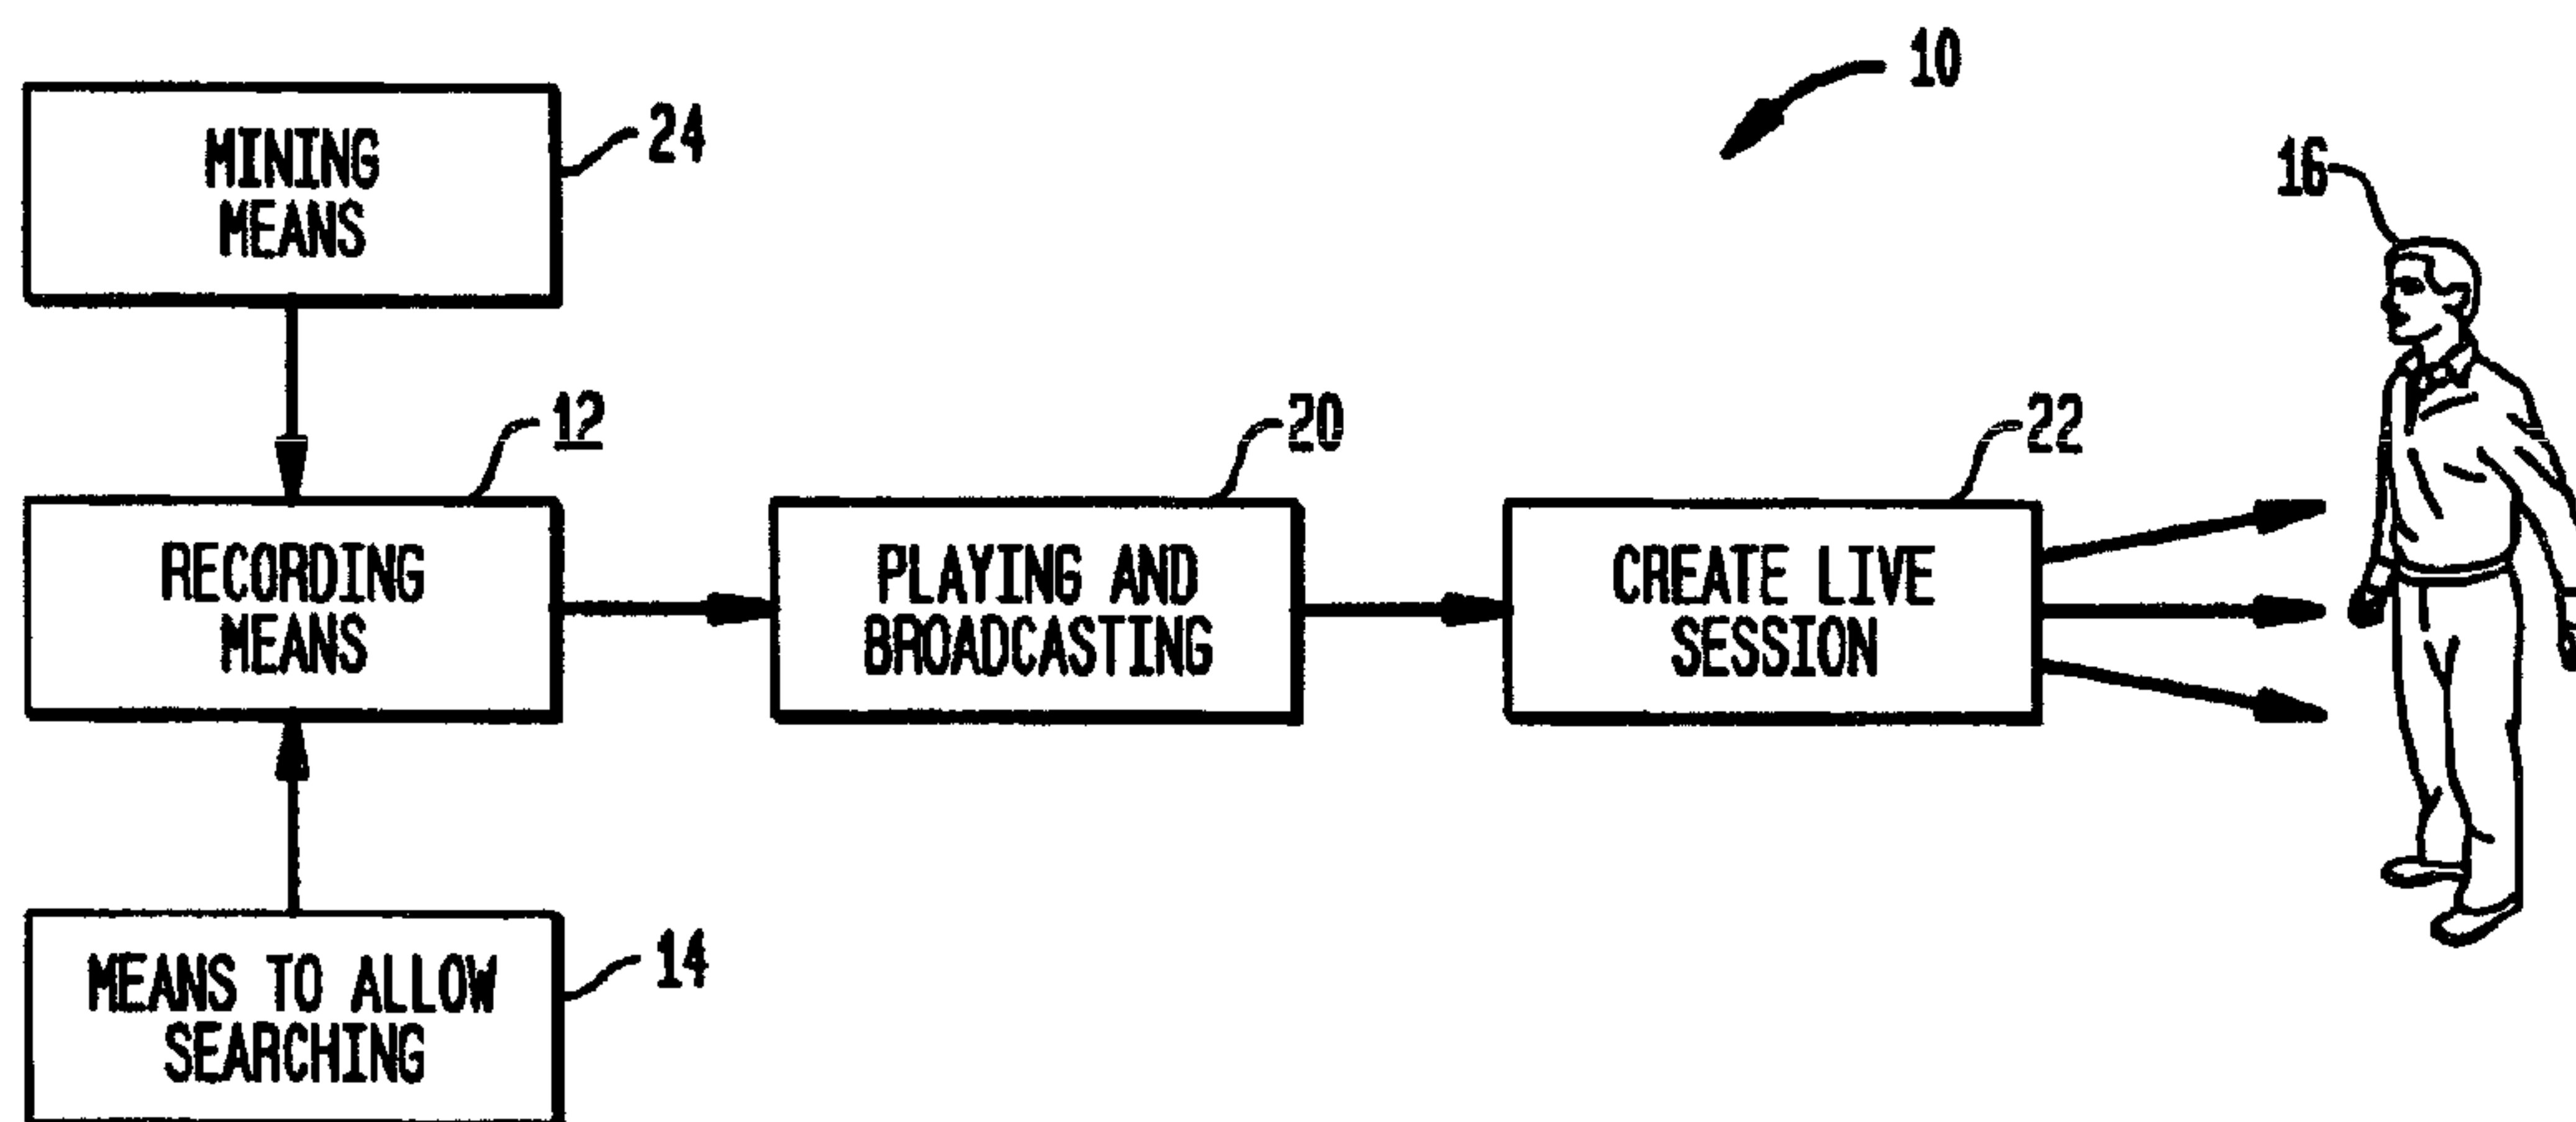 10
MINING
MEANS
24
16
12
20
22
RECORDING
MEANS
PLAYING AND
BROADCASTING
CREATE LIVE
SESSION
MEANS TO ALLOW
SEARCHING
14